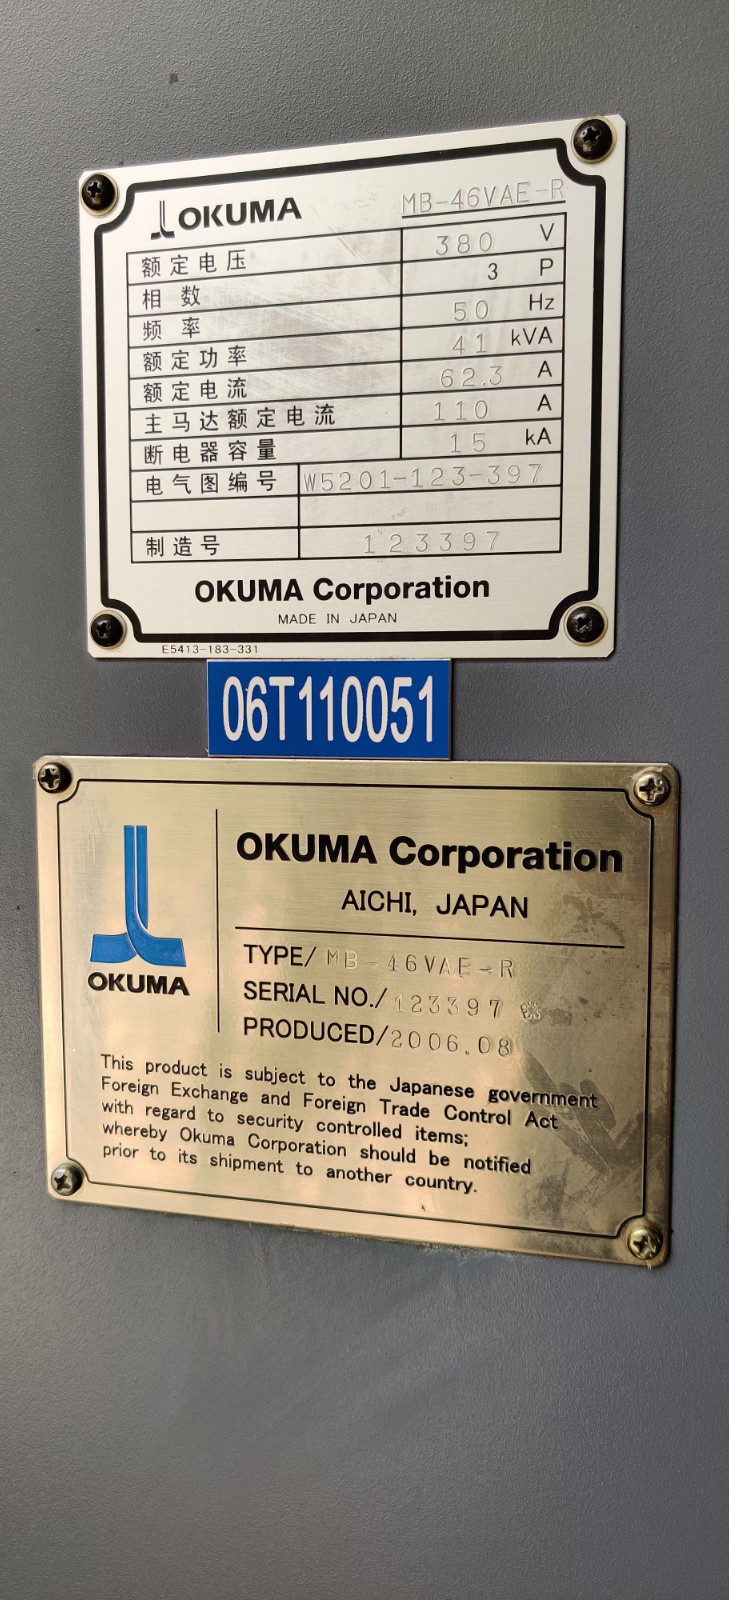 OKUMA MB-46VAE-R
额定电压 380 V
相数 3 P
频率 50 Hz
额定功率 41 kVA
额定电流 62.3 A
主马达额定电流 110 A
断电器容量 15 kA
电气图编号 W5201-123-397
制造号 123397
OKUMA Corporation
MADE IN JAPAN
E5413-183-331
06T110051
OKUMA
OKUMA Corporation
AICHI, JAPAN
TYPE/ MB-46VAE-R
SERIAL NO./ 123397
PRODUCED/ 2006.08
This product is subject to the Japanese government
Foreign Exchange and Foreign Trade Control Act
with regard to security controlled items;
whereby Okuma Corporation should be notified
prior to its shipment to another country.